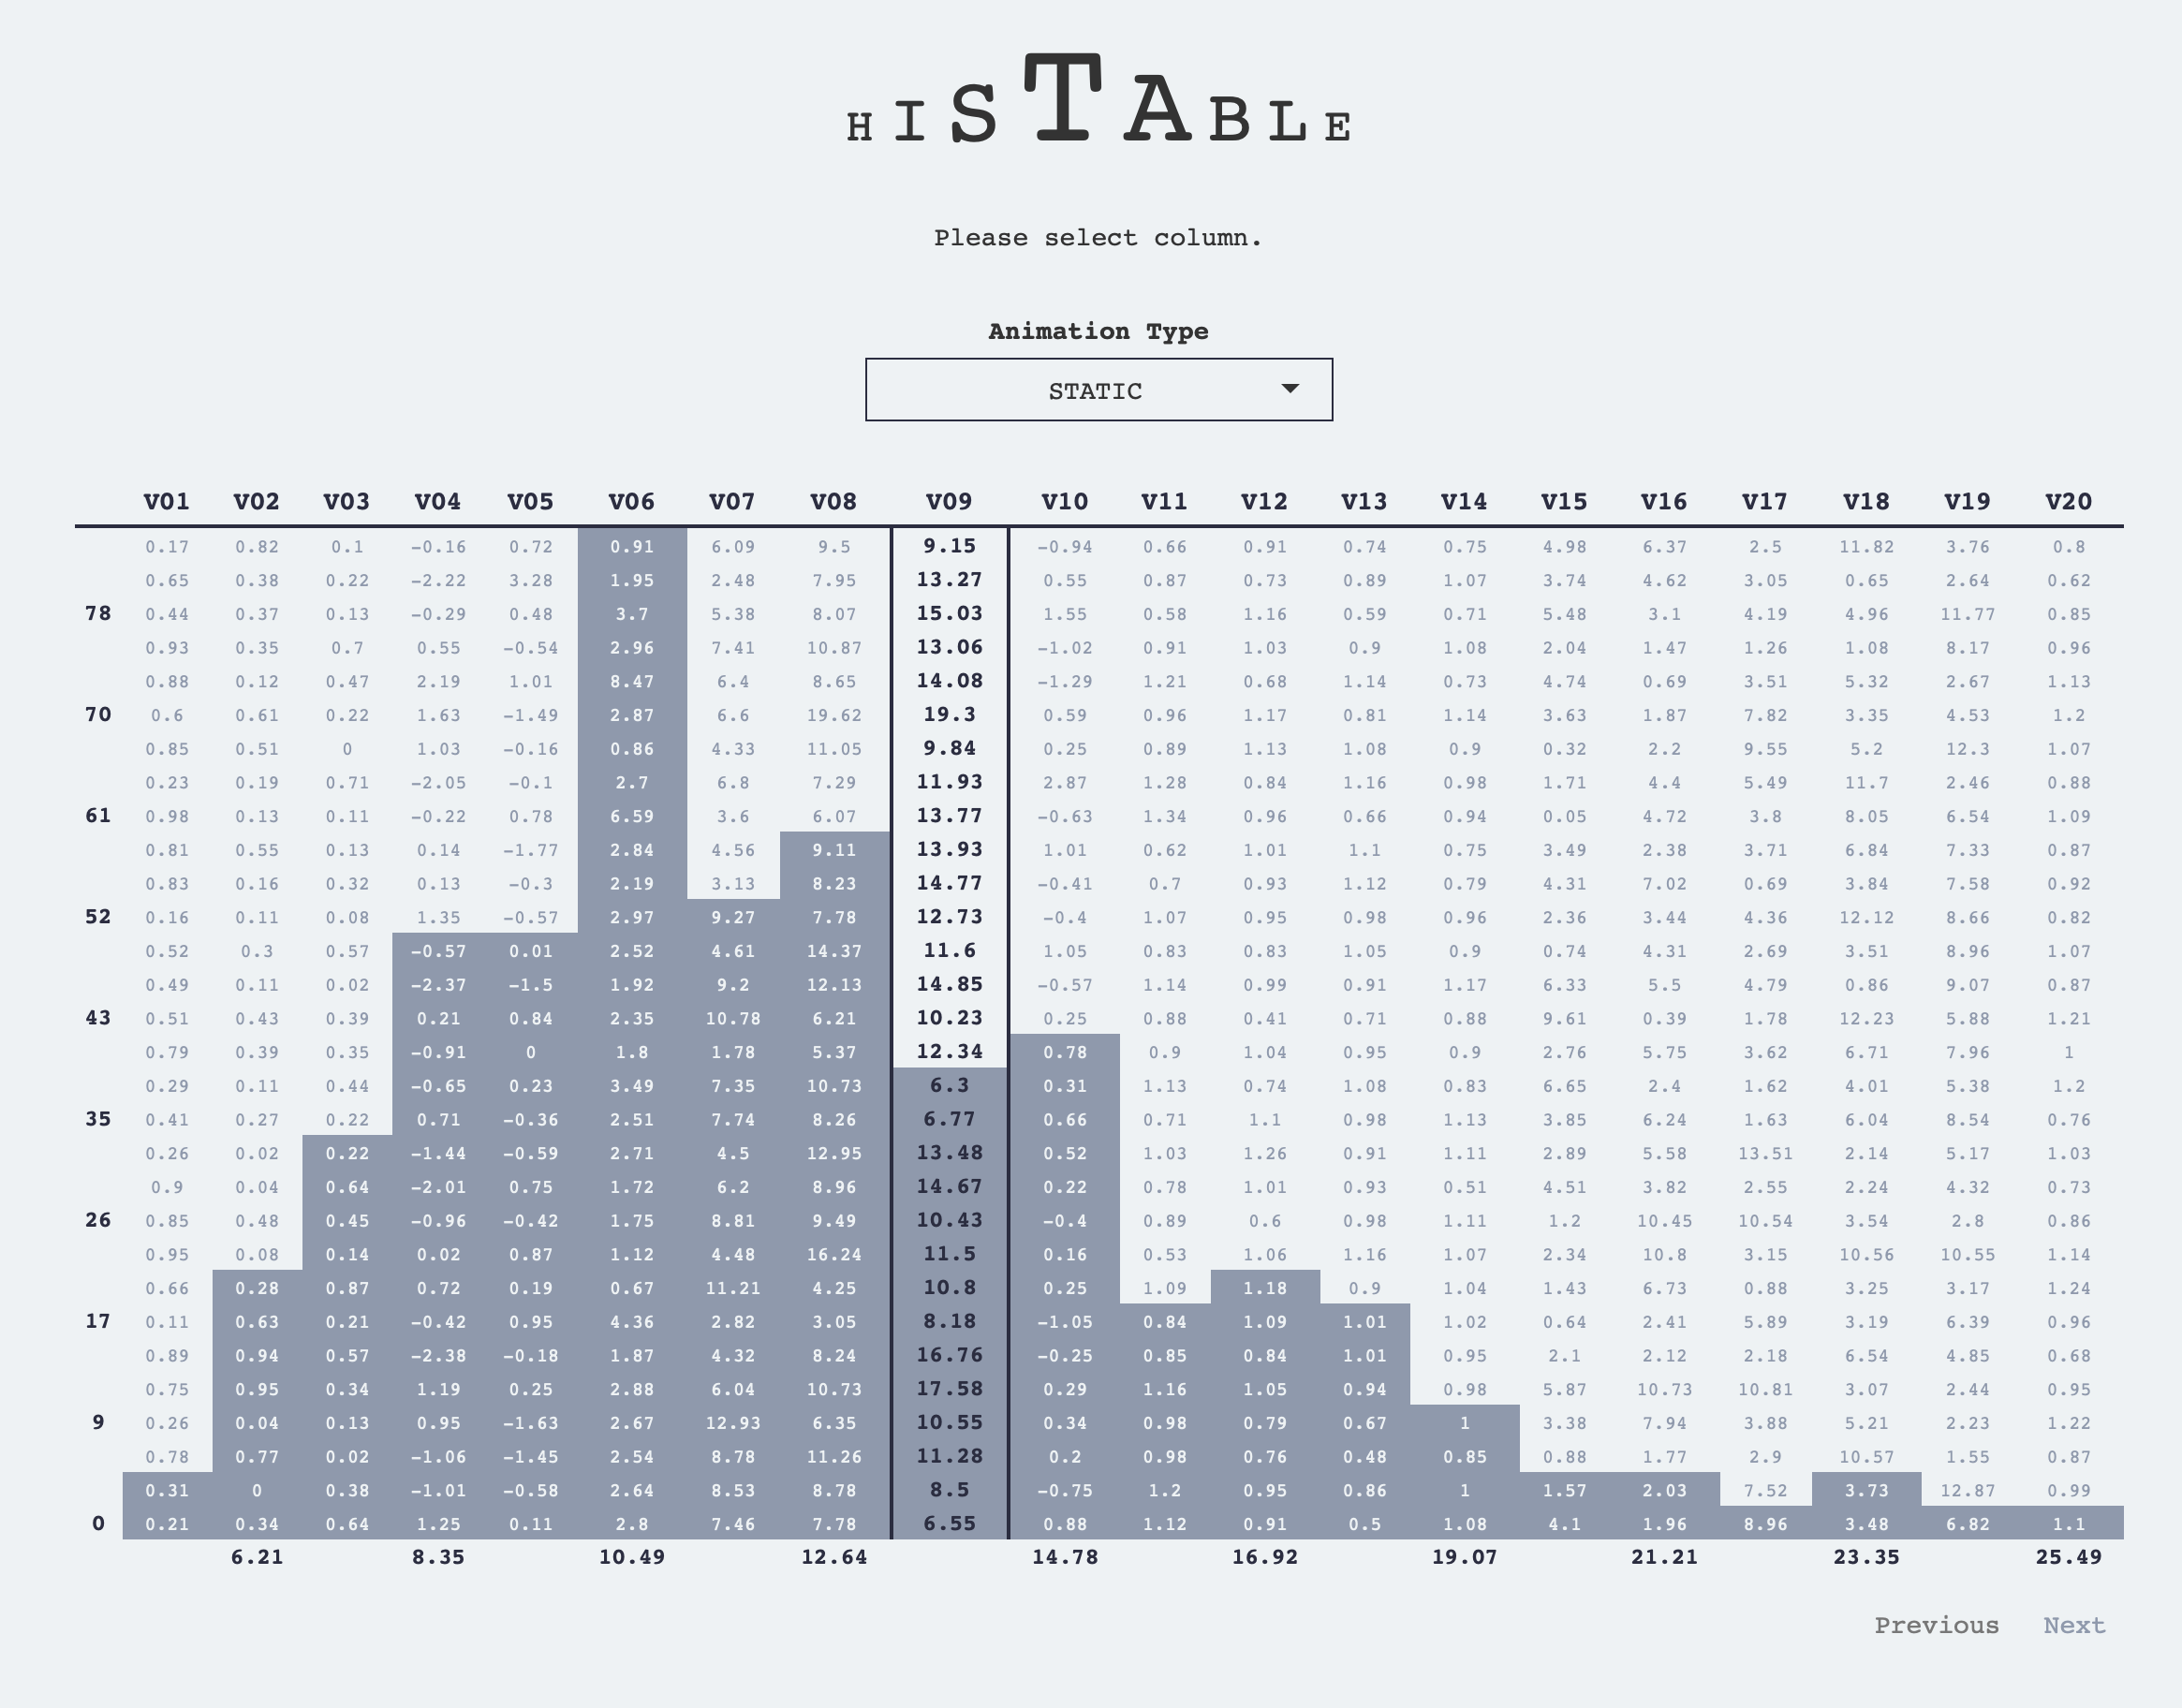 HISTABLE
Please select column.
Animation Type
STATIC
V01 V02 V03 V04 V05 V06 V07 V08 V09 V10 V11 V12 V13 V14 V15 V16 V17 V18 V19 V20
0.17 0.82 0.1 −0.16 0.72 0.91 6.09 9.5 9.15 −0.94 0.66 0.91 0.74 0.75 4.98 6.37 2.5 11.82 3.76 0.8
0.65 0.38 0.22 −2.22 3.28 1.95 2.48 7.95 13.27 0.55 0.87 0.73 0.89 1.07 3.74 4.62 3.05 0.65 2.64 0.62
78 0.44 0.37 0.13 −0.29 0.48 3.7 5.38 8.07 15.03 1.55 0.58 1.16 0.59 0.71 5.48 3.1 4.19 4.96 11.77 0.85
0.93 0.35 0.7 0.55 −0.54 2.96 7.41 10.87 13.06 −1.02 0.91 1.03 0.9 1.08 2.04 1.47 1.26 1.08 8.17 0.96
0.88 0.12 0.47 2.19 1.01 8.47 6.4 8.65 14.08 −1.29 1.21 0.68 1.14 0.73 4.74 0.69 3.51 5.32 2.67 1.13
70 0.6 0.61 0.22 1.63 −1.49 2.87 6.6 19.62 19.3 0.59 0.96 1.17 0.81 1.14 3.63 1.87 7.82 3.35 4.53 1.2
0.85 0.51 0 1.03 −0.16 0.86 4.33 11.05 9.84 0.25 0.89 1.13 1.08 0.9 0.32 2.2 9.55 5.2 12.3 1.07
0.23 0.19 0.71 −2.05 −0.1 2.7 6.8 7.29 11.93 2.87 1.28 0.84 1.16 0.98 1.71 4.4 5.49 11.7 2.46 0.88
61 0.98 0.13 0.11 −0.22 0.78 6.59 3.6 6.07 13.77 −0.63 1.34 0.96 0.66 0.94 0.05 4.72 3.8 8.05 6.54 1.09
0.81 0.55 0.13 0.14 −1.77 2.84 4.56 9.11 13.93 1.01 0.62 1.01 1.1 0.75 3.49 2.38 3.71 6.84 7.33 0.87
0.83 0.16 0.32 0.13 −0.3 2.19 3.13 8.23 14.77 −0.41 0.7 0.93 1.12 0.79 4.31 7.02 0.69 3.84 7.58 0.92
52 0.16 0.11 0.08 1.35 −0.57 2.97 9.27 7.78 12.73 −0.4 1.07 0.95 0.98 0.96 2.36 3.44 4.36 12.12 8.66 0.82
0.52 0.3 0.57 −0.57 0.01 2.52 4.61 14.37 11.6 1.05 0.83 0.83 1.05 0.9 0.74 4.31 2.69 3.51 8.96 1.07
0.49 0.11 0.02 −2.37 −1.5 1.92 9.2 12.13 14.85 −0.57 1.14 0.99 0.91 1.17 6.33 5.5 4.79 0.86 9.07 0.87
43 0.51 0.43 0.39 0.21 0.84 2.35 10.78 6.21 10.23 0.25 0.88 0.41 0.71 0.88 9.61 0.39 1.78 12.23 5.88 1.21
0.79 0.39 0.35 −0.91 0 1.8 1.78 5.37 12.34 0.78 0.9 1.04 0.95 0.9 2.76 5.75 3.62 6.71 7.96 1
0.29 0.11 0.44 −0.65 0.23 3.49 7.35 10.73 6.3 0.31 1.13 0.74 1.08 0.83 6.65 2.4 1.62 4.01 5.38 1.2
35 0.41 0.27 0.22 0.71 −0.36 2.51 7.74 8.26 6.77 0.66 0.71 1.1 0.98 1.13 3.85 6.24 1.63 6.04 8.54 0.76
0.26 0.02 0.22 −1.44 −0.59 2.71 4.5 12.95 13.48 0.52 1.03 1.26 0.91 1.11 2.89 5.58 13.51 2.14 5.17 1.03
0.9 0.04 0.64 −2.01 0.75 1.72 6.2 8.96 14.67 0.22 0.78 1.01 0.93 0.51 4.51 3.82 2.55 2.24 4.32 0.73
26 0.85 0.48 0.45 −0.96 −0.42 1.75 8.81 9.49 10.43 −0.4 0.89 0.6 0.98 1.11 1.2 10.45 10.54 3.54 2.8 0.86
0.95 0.08 0.14 0.02 0.87 1.12 4.48 16.24 11.5 0.16 0.53 1.06 1.16 1.07 2.34 10.8 3.15 10.56 10.55 1.14
0.66 0.28 0.87 0.72 0.19 0.67 11.21 4.25 10.8 0.25 1.09 1.18 0.9 1.04 1.43 6.73 0.88 3.25 3.17 1.24
17 0.11 0.63 0.21 −0.42 0.95 4.36 2.82 3.05 8.18 −1.05 0.84 1.09 1.01 1.02 0.64 2.41 5.89 3.19 6.39 0.96
0.89 0.94 0.57 −2.38 −0.18 1.87 4.32 8.24 16.76 −0.25 0.85 0.84 1.01 0.95 2.1 2.12 2.18 6.54 4.85 0.68
0.75 0.95 0.34 1.19 0.25 2.88 6.04 10.73 17.58 0.29 1.16 1.05 0.94 0.98 5.87 10.73 10.81 3.07 2.44 0.95
9 0.26 0.04 0.13 0.95 −1.63 2.67 12.93 6.35 10.55 0.34 0.98 0.79 0.67 1 3.38 7.94 3.88 5.21 2.23 1.22
0.78 0.77 0.02 −1.06 −1.45 2.54 8.78 11.26 11.28 0.2 0.98 0.76 0.48 0.85 0.88 1.77 2.9 10.57 1.55 0.87
0.31 0 0.38 −1.01 −0.58 2.64 8.53 8.78 8.5 −0.75 1.2 0.95 0.86 1 1.57 2.03 7.52 3.73 12.87 0.99
0 0.21 0.34 0.64 1.25 0.11 2.8 7.46 7.78 6.55 0.88 1.12 0.91 0.5 1.08 4.1 1.96 8.96 3.48 6.82 1.1
6.21 8.35 10.49 12.64 14.78 16.92 19.07 21.21 23.35 25.49
Previous Next